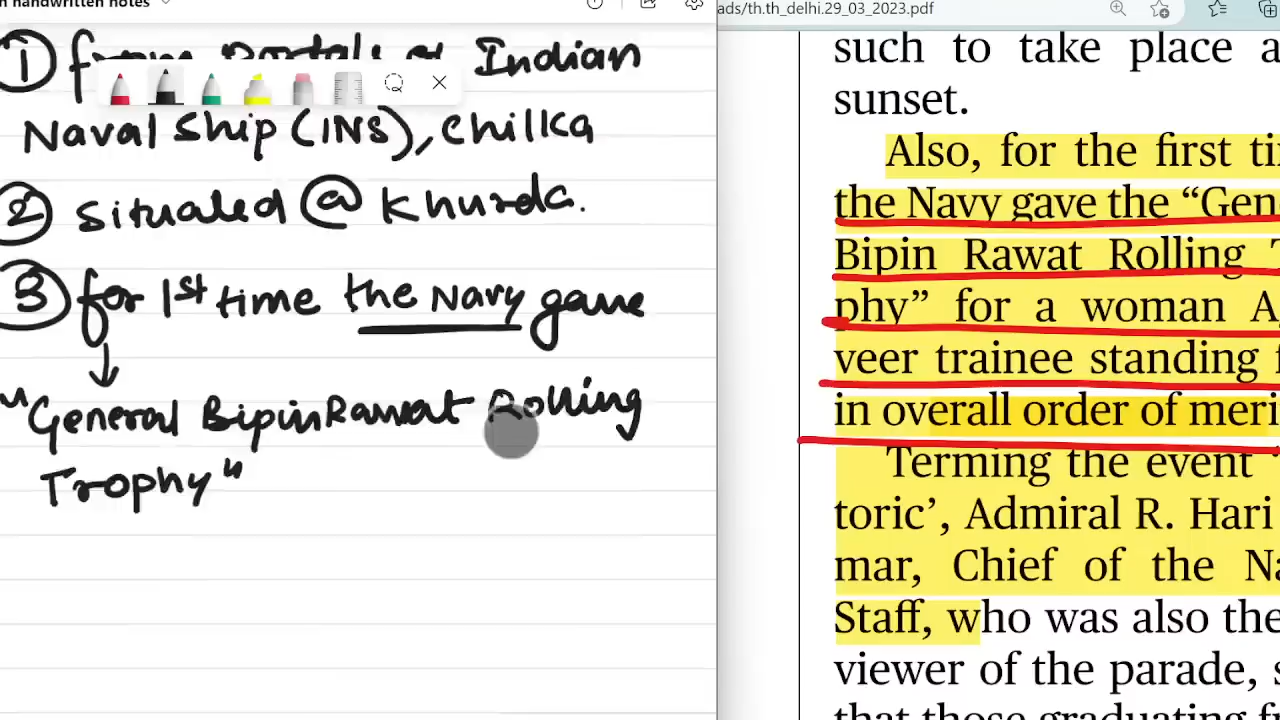 handwritten notes
ads/th.th_delhi.29_03_2023.pdf
① from portals of Indian
Naval Ship (INS), Chilka
② Situated @ Khurda.
③ for 1st time the Navy gave
"General Bipin Rawat Rolling
Trophy"
such to take place a
sunset.
Also, for the first ti
the Navy gave the “Gen
Bipin Rawat Rolling T
phy” for a woman Ag
veer trainee standing f
in overall order of meri
Terming the event ‘
toric’, Admiral R. Hari
mar, Chief of the Na
Staff, who was also the
viewer of the parade, s
that those graduating f